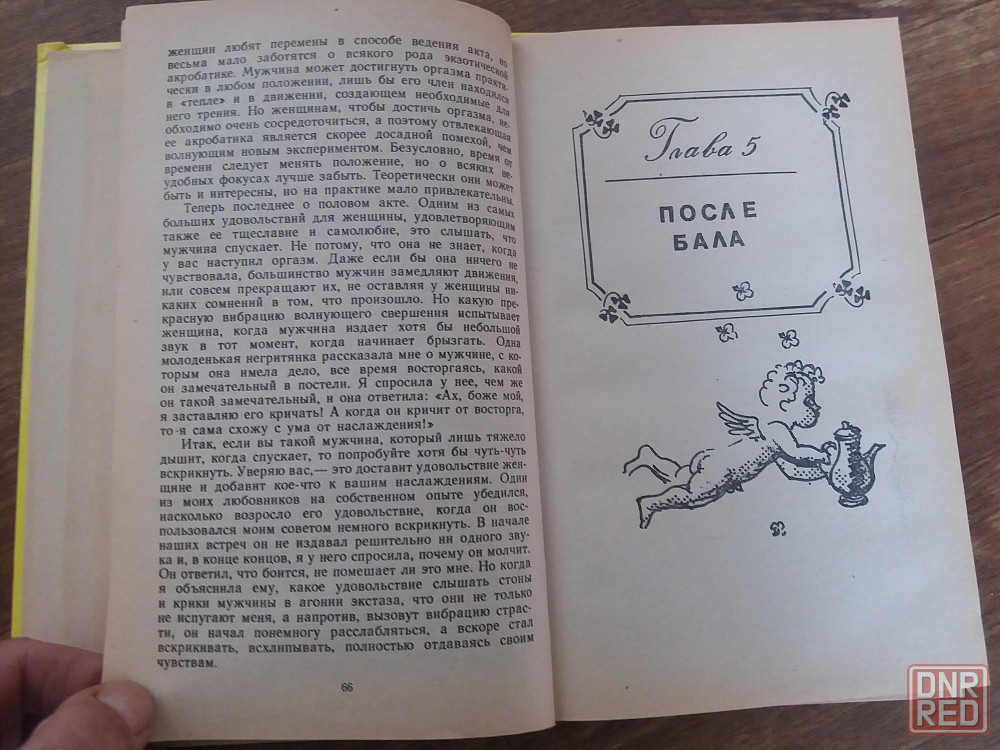 женщин любят перемены в способе ведения акта, но
весьма мало заботятся о всякого рода экзотической
акробатике. Мужчина может достигнуть оргазма практи-
чески в любом положении, лишь бы его член находился
в «тепле» и в движении, создающем необходимые для
него трения. Но женщинам, чтобы достичь оргазма, не-
обходимо очень сосредоточиться, а поэтому отвлекающая
ее акробатика является скорее досадной помехой, чем
волнующим новым экспериментом. Безусловно, время от
времени следует менять положение, но о всяких не-
удобных фокусах лучше забыть. Теоретически они может
быть и интересны, но на практике мало привлекательны.
Теперь последнее о половом акте. Одним из самых
больших удовольствий для женщины, удовлетворяющим
также ее тщеславие и самолюбие, это слышать, что
мужчина спускает. Не потому, что она не знает, когда
у вас наступил оргазм. Даже если бы она ничего не
чувствовала, большинство мужчин замедляют движения,
или совсем прекращают их, не оставляя у женщины ни-
каких сомнений в том, что произошло. Но какую пре-
красную вибрацию волнующего свершения испытывает
женщина, когда мужчина издает хотя бы небольшой
звук в тот момент, когда начинает брызгать. Одна
молоденькая негритянка рассказала мне о мужчине, с ко-
торым она имела дело, все время восторгаясь, какой
он замечательный в постели. Я спросила у нее, чем же
он такой замечательный, и она ответила: «Ах, боже мой,
я заставляю его кричать! А когда он кричит от восторга,
то-я сама схожу с ума от наслаждения!»
Итак, если вы такой мужчина, который лишь тяжело
дышит, когда спускает, то попробуйте хотя бы чуть-чуть
вскрикнуть. Уверяю вас,— это доставит удовольствие жен-
щине и добавит кое-что к вашим наслаждениям. Один
из моих любовников на собственном опыте убедился,
насколько возросло его удовольствие, когда он вос-
пользовался моим советом немного вскрикнуть. В начале
наших встреч он не издавал решительно ни одного зву-
ка и, в конце концов, я у него спросила, почему он молчит.
Он ответил, что боится, не помешает ли это мне. Но когда
я объяснила ему, какое удовольствие слышать стоны
и крики мужчины в агонии экстаза, что они не только
не испугают меня, а напротив, вызовут вибрацию страс-
ти, он начал понемногу расслабляться, а вскоре стал
вскрикивать, всхлипывать, полностью отдаваясь своим
чувствам.
66
Глава 5
ПОСЛЕ
БАЛА
DNR
RED